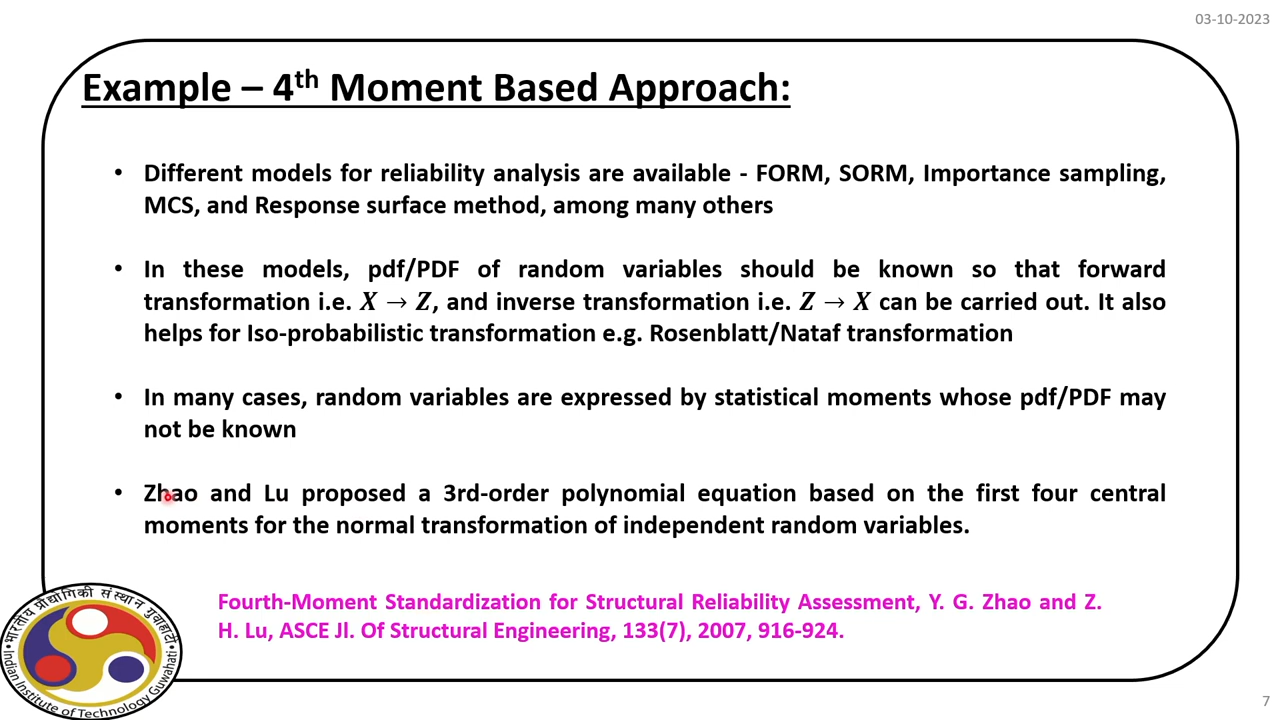 03-10-2023
Example – 4th Moment Based Approach:
• Different models for reliability analysis are available - FORM, SORM, Importance sampling,
MCS, and Response surface method, among many others
• In these models, pdf/PDF of random variables should be known so that forward
transformation i.e. X → Z, and inverse transformation i.e. Z → X can be carried out. It also
helps for Iso-probabilistic transformation e.g. Rosenblatt/Nataf transformation
• In many cases, random variables are expressed by statistical moments whose pdf/PDF may
not be known
• Zhao and Lu proposed a 3rd-order polynomial equation based on the first four central
moments for the normal transformation of independent random variables.
Fourth-Moment Standardization for Structural Reliability Assessment, Y. G. Zhao and Z.
H. Lu, ASCE Jl. Of Structural Engineering, 133(7), 2007, 916-924.
भारतीय प्रौद्योगिकी संस्थान गुवाहाटी
Indian Institute of Technology Guwahati
7